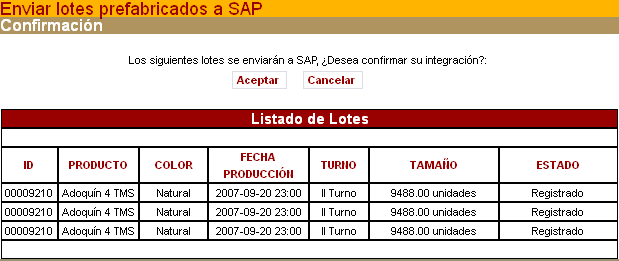 Enviar lotes prefabricados a SAP
Confirmación
Los siguientes lotes se enviarán a SAP, ¿Desea confirmar su integración?:
Aceptar Cancelar
Listado de Lotes
ID PRODUCTO COLOR FECHA PRODUCCIÓN TURNO TAMAÑO ESTADO
00009210 Adoquín 4 TMS Natural 2007-09-20 23:00 II Turno 9488.00 unidades Registrado
00009210 Adoquín 4 TMS Natural 2007-09-20 23:00 II Turno 9488.00 unidades Registrado
00009210 Adoquín 4 TMS Natural 2007-09-20 23:00 II Turno 9488.00 unidades Registrado